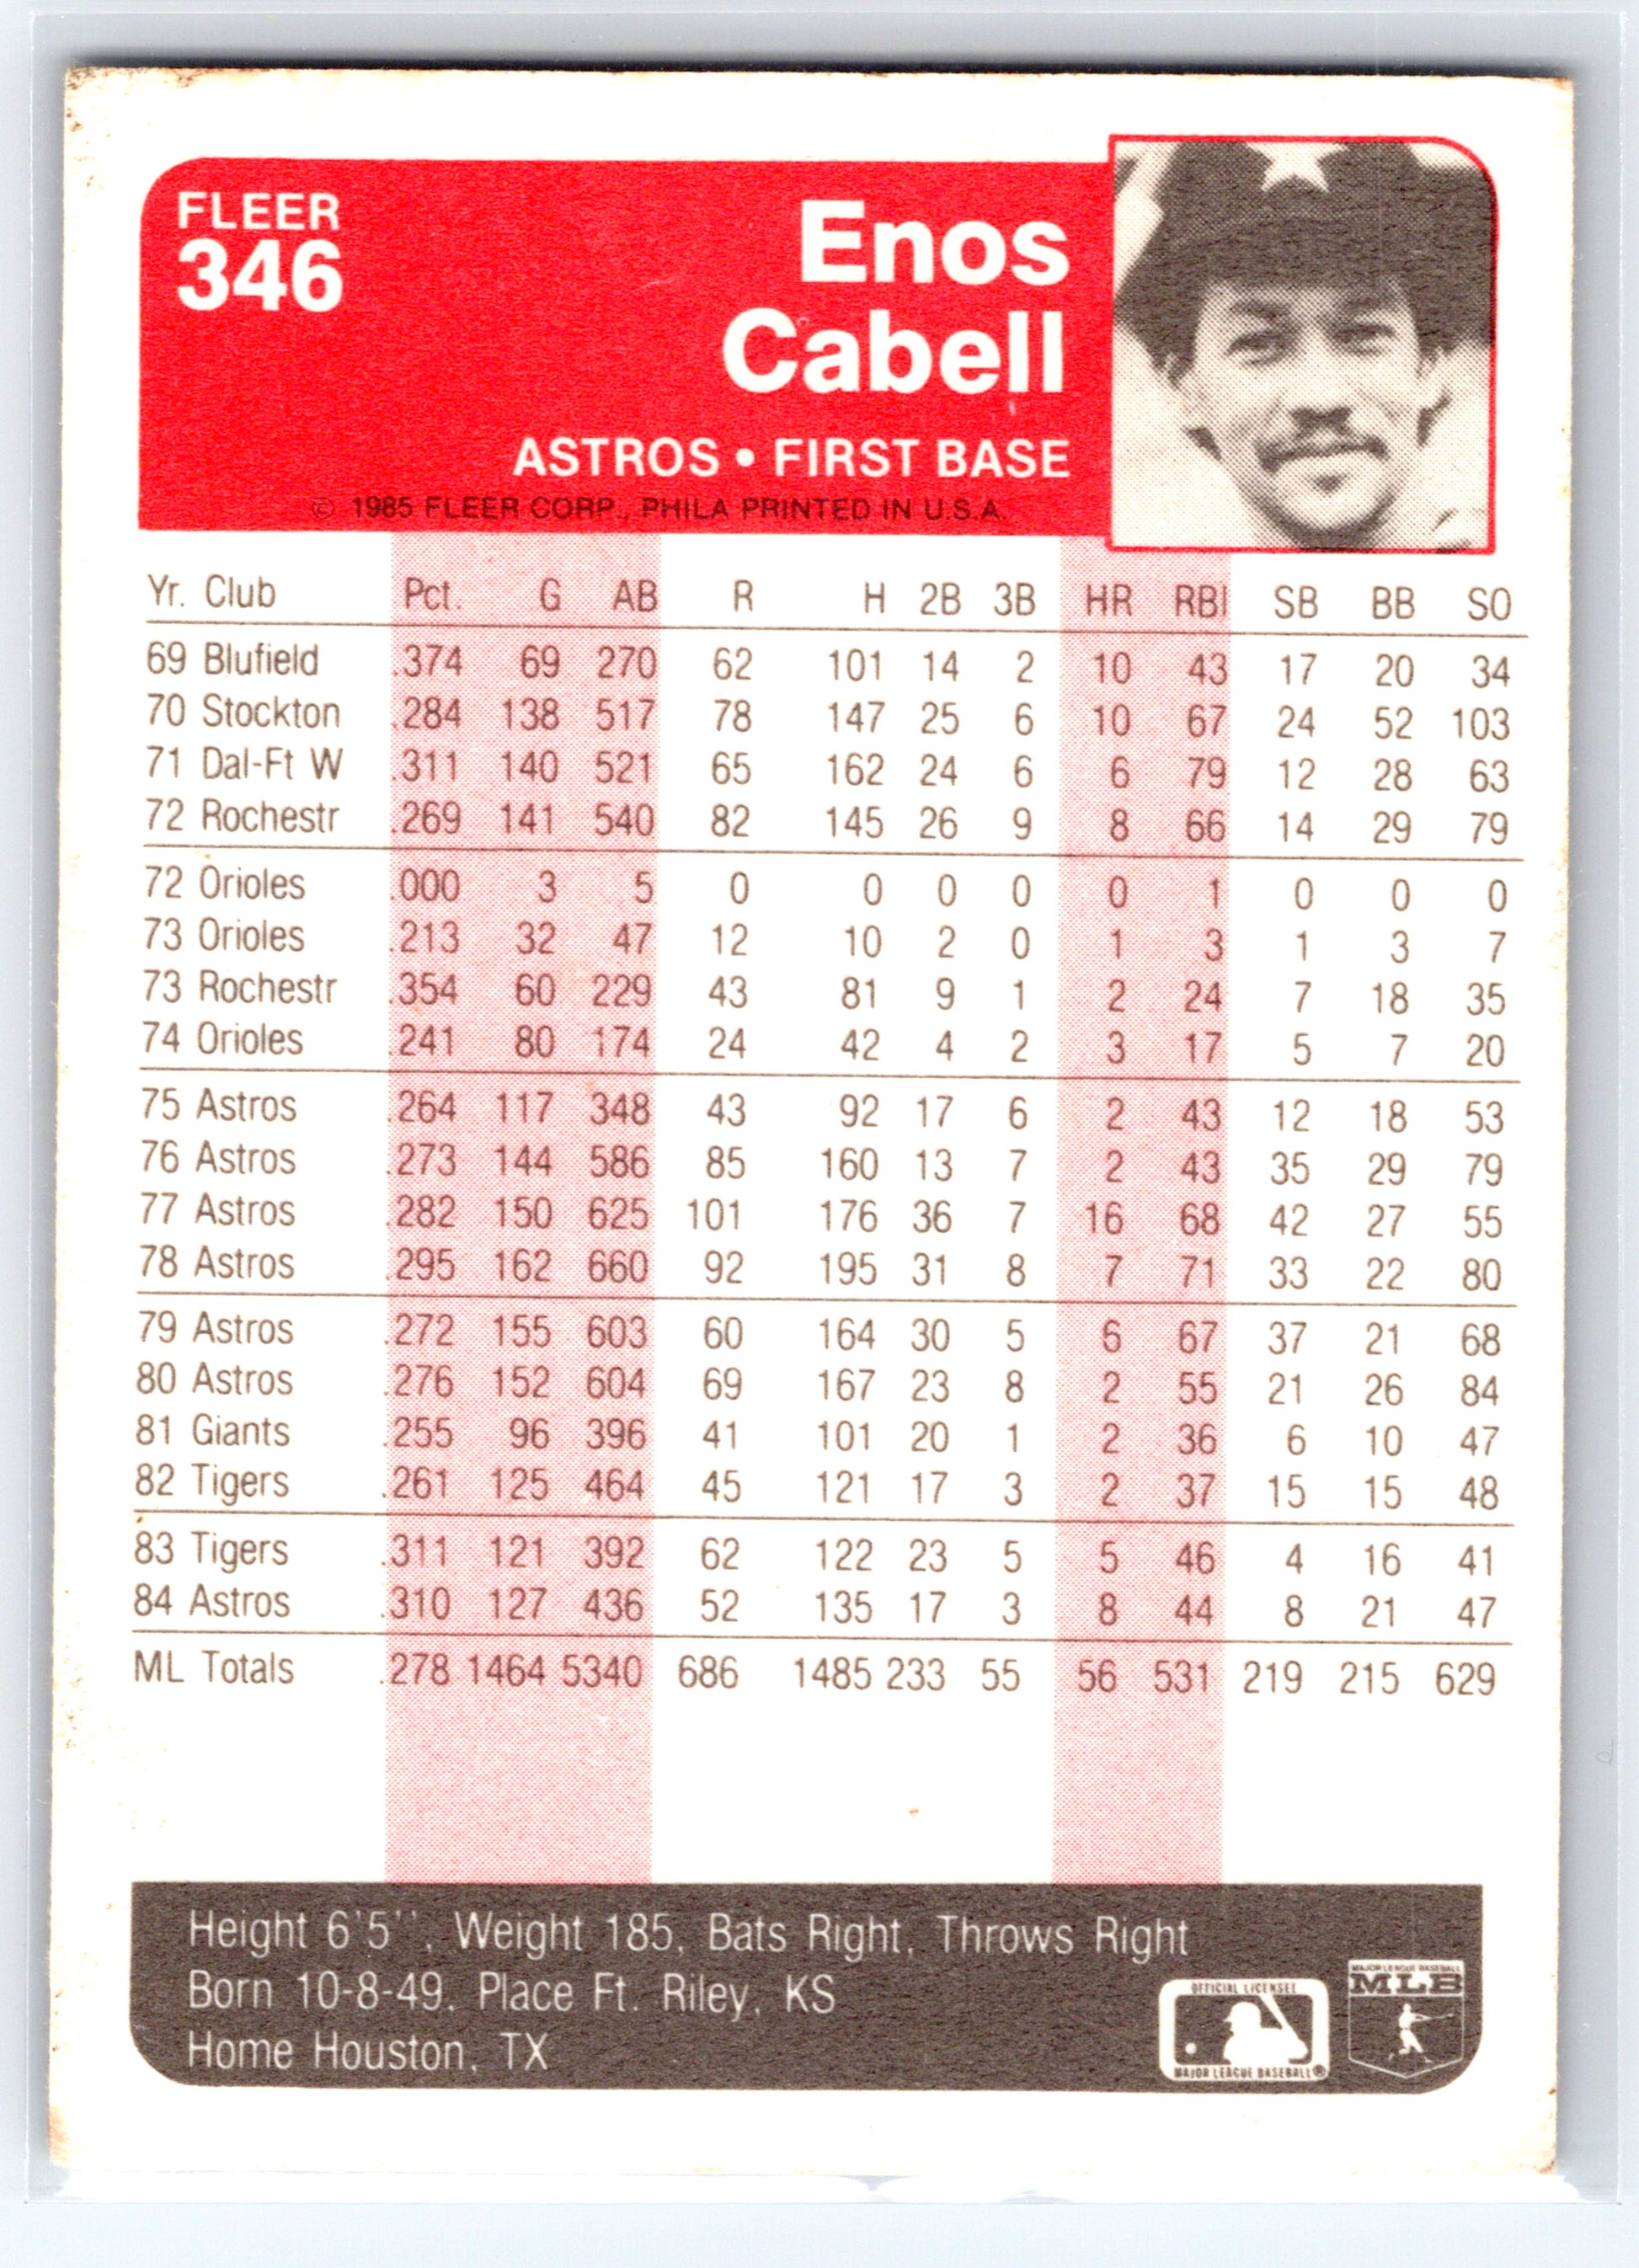 FLEER
346
Enos
Cabell
ASTROS • FIRST BASE
© 1985 FLEER CORP., PHILA PRINTED IN U.S.A.
Yr. Club Pct. G AB R H 2B 3B HR RBI SB BB SO
69 Blufield .374 69 270 62 101 14 2 10 43 17 20 34
70 Stockton .284 138 517 78 147 25 6 10 67 24 52 103
71 Dal-Ft W .311 140 521 65 162 24 6 6 79 12 28 63
72 Rochestr .269 141 540 82 145 26 9 8 66 14 29 79
72 Orioles .000 3 5 0 0 0 0 0 1 0 0 0
73 Orioles .213 32 47 12 10 2 0 1 3 1 3 7
73 Rochestr .354 60 229 43 81 9 1 2 24 7 18 35
74 Orioles .241 80 174 24 42 4 2 3 17 5 7 20
75 Astros .264 117 348 43 92 17 6 2 43 12 18 53
76 Astros .273 144 586 85 160 13 7 2 43 35 29 79
77 Astros .282 150 625 101 176 36 7 16 68 42 27 55
78 Astros .295 162 660 92 195 31 8 7 71 33 22 80
79 Astros .272 155 603 60 164 30 5 6 67 37 21 68
80 Astros .276 152 604 69 167 23 8 2 55 21 26 84
81 Giants .255 96 396 41 101 20 1 2 36 6 10 47
82 Tigers .261 125 464 45 121 17 3 2 37 15 15 48
83 Tigers .311 121 392 62 122 23 5 5 46 4 16 41
84 Astros .310 127 436 52 135 17 3 8 44 8 21 47
ML Totals .278 1464 5340 686 1485 233 55 56 531 219 215 629
Height 6'5'', Weight 185, Bats Right, Throws Right
Born 10-8-49, Place Ft. Riley, KS
Home Houston, TX
OFFICIAL LICENSEE
MAJOR LEAGUE BASEBALL®
MAJOR LEAGUE BASEBALL
MLB